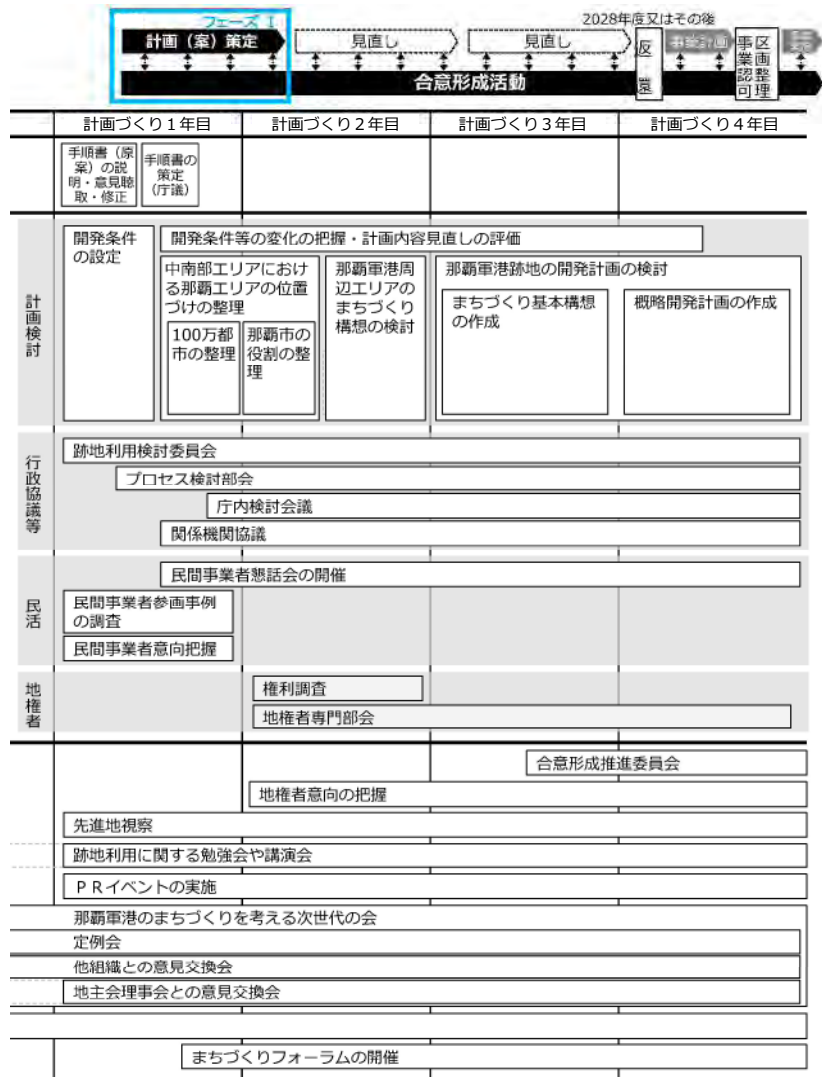 フェーズⅠ
2028年度又はその後
計画（案）策定
見直し
見直し
反
還
事業認可
区画整理
合意形成活動
計画づくり１年目
計画づくり２年目
計画づくり３年目
計画づくり４年目
手順書（原
案）の説
明・意見聴
取・修正
手順書の
策定
（庁議）
計画検討
開発条件
の設定
開発条件等の変化の把握・計画内容見直しの評価
中南部エリアにおけ
る那覇エリアの位置
づけの整理
100万都
市の整理
那覇市の
役割の整
理
那覇軍港周
辺エリアの
まちづくり
構想の検討
那覇軍港跡地の開発計画の検討
まちづくり基本構想
の作成
概略開発計画の作成
行政協議等
跡地利用検討委員会
プロセス検討部会
庁内検討会議
関係機関協議
民活
民間事業者懇話会の開催
民間事業者参画事例
の調査
民間事業者意向把握
地権者
権利調査
地権者専門部会
合意形成推進委員会
地権者意向の把握
先進地視察
跡地利用に関する勉強会や講演会
ＰＲイベントの実施
那覇軍港のまちづくりを考える次世代の会
定例会
他組織との意見交換会
地主会理事会との意見交換会
まちづくりフォーラムの開催